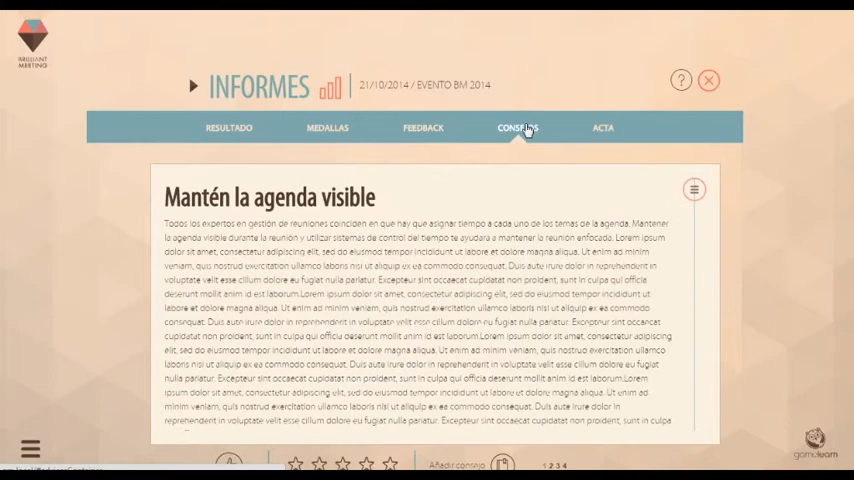 BRILLIANT
MEETING
INFORMES
21/10/2014 / EVENTO BM 2014
?
RESULTADO MEDALLAS FEEDBACK CONSEJOS ACTA
Mantén la agenda visible
Todos los expertos en gestión de reuniones coinciden en que hay que asignar tiempo a cada uno de los temas de la agenda. Mantener
la agenda visible durante la reunión y utilizar sistemas de control del tiempo te ayudará a mantener la reunión enfocada. Lorem ipsum
dolor sit amet, consectetur adipiscing elit, sed do eiusmod tempor incididunt ut labore et dolore magna aliqua. Ut enim ad minim
veniam, quis nostrud exercitation ullamco laboris nisi ut aliquip ex ea commodo consequat. Duis aute irure dolor in reprehenderit in
voluptate velit esse cillum dolore eu fugiat nulla pariatur. Excepteur sint occaecat cupidatat non proident, sunt in culpa qui officia
deserunt mollit anim id est laborum.Lorem ipsum dolor sit amet, consectetur adipiscing elit, sed do eiusmod tempor incididunt ut
labore et dolore magna aliqua. Ut enim ad minim veniam, quis nostrud exercitation ullamco laboris nisi ut aliquip ex ea commodo
consequat. Duis aute irure dolor in reprehenderit in voluptate velit esse cillum dolore eu fugiat nulla pariatur. Excepteur sint occaecat
cupidatat non proident, sunt in culpa qui officia deserunt mollit anim id est laborum.Lorem ipsum dolor sit amet, consectetur adipiscing
elit, sed do eiusmod tempor incididunt ut labore et dolore magna aliqua. Ut enim ad minim veniam, quis nostrud exercitation ullamco
laboris nisi ut aliquip ex ea commodo consequat. Duis aute irure dolor in reprehenderit in voluptate velit esse cillum dolore eu fugiat
nulla pariatur. Excepteur sint occaecat cupidatat non proident, sunt in culpa qui officia deserunt mollit anim id est laborum.Lorem
ipsum dolor sit amet, consectetur adipiscing elit, sed do eiusmod tempor incididunt ut labore et dolore magna aliqua. Ut enim ad
minim veniam, quis nostrud exercitation ullamco laboris nisi ut aliquip ex ea commodo consequat. Duis aute irure dolor in
reprehenderit in voluptate velit esse cillum dolore eu fugiat nulla pariatur. Excepteur sint occaecat cupidatat non proident, sunt in culpa
Añadir consejo 1 2 3 4
gamelearn